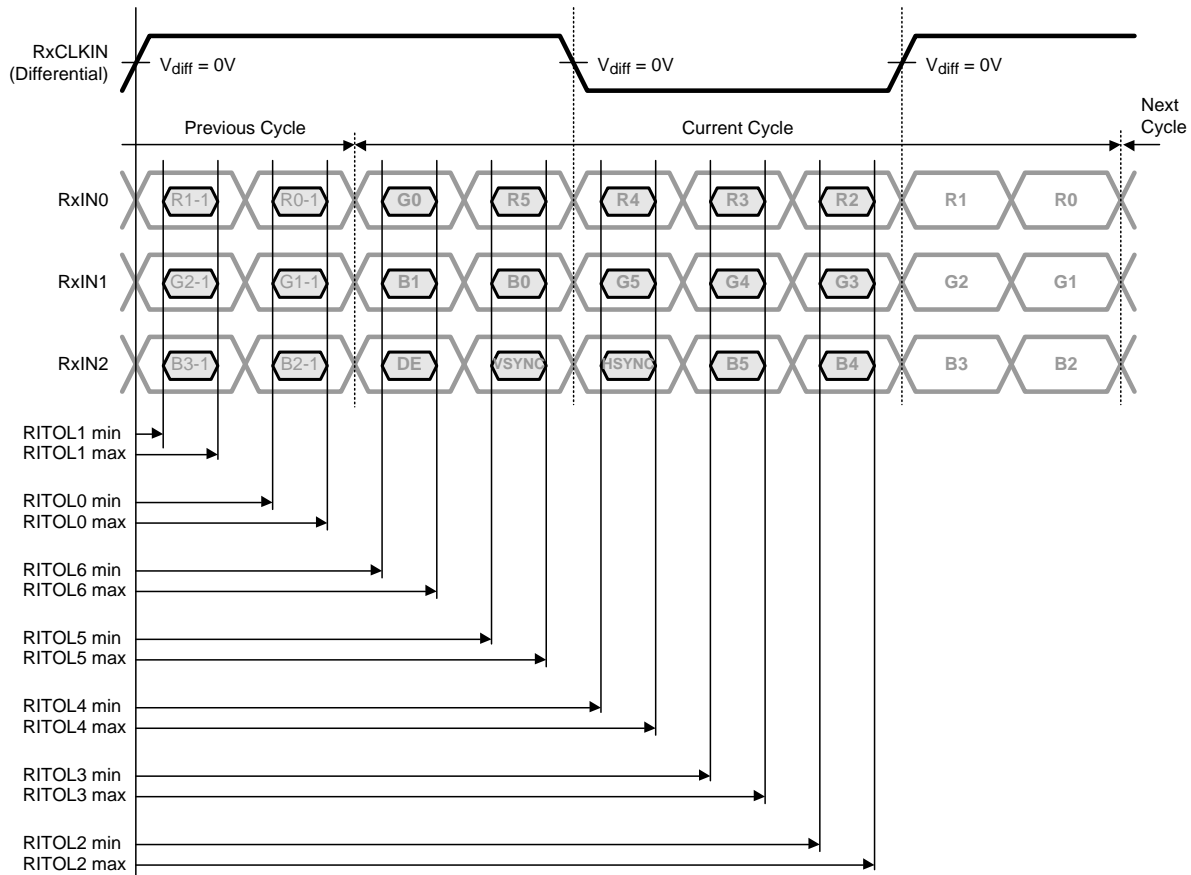 RxCLKIN
(Differential)
Vdiff = 0V
Vdiff = 0V
Vdiff = 0V
Previous Cycle
Current Cycle
Next
Cycle
RxIN0 R1-1 R0-1 G0 R5 R4 R3 R2 R1 R0
RxIN1 G2-1 G1-1 B1 B0 G5 G4 G3 G2 G1
RxIN2 B3-1 B2-1 DE VSYNC HSYNC B5 B4 B3 B2
RITOL1 min
RITOL1 max
RITOL0 min
RITOL0 max
RITOL6 min
RITOL6 max
RITOL5 min
RITOL5 max
RITOL4 min
RITOL4 max
RITOL3 min
RITOL3 max
RITOL2 min
RITOL2 max